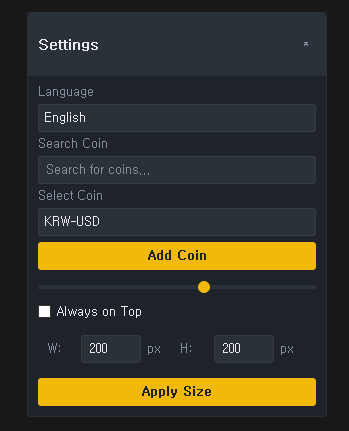 Settings ×
Language
English
Search Coin
Search for coins...
Select Coin
KRW-USD
Add Coin
Always on Top
W: 200 px H: 200 px
Apply Size